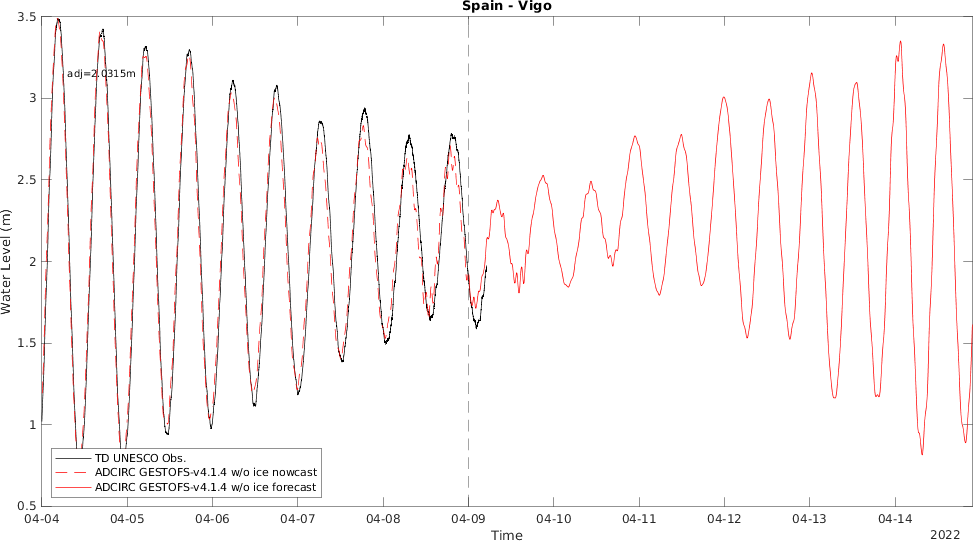 Spain - Vigo
3.5
adj=2.0315m
3
2.5
2
1.5
1
0.5
Water Level (m)
TD UNESCO Obs.
ADCIRC GESTOFS-v4.1.4 w/o ice nowcast
ADCIRC GESTOFS-v4.1.4 w/o ice forecast
04-04 04-05 04-06 04-07 04-08 04-09 04-10 04-11 04-12 04-13 04-14
Time
2022